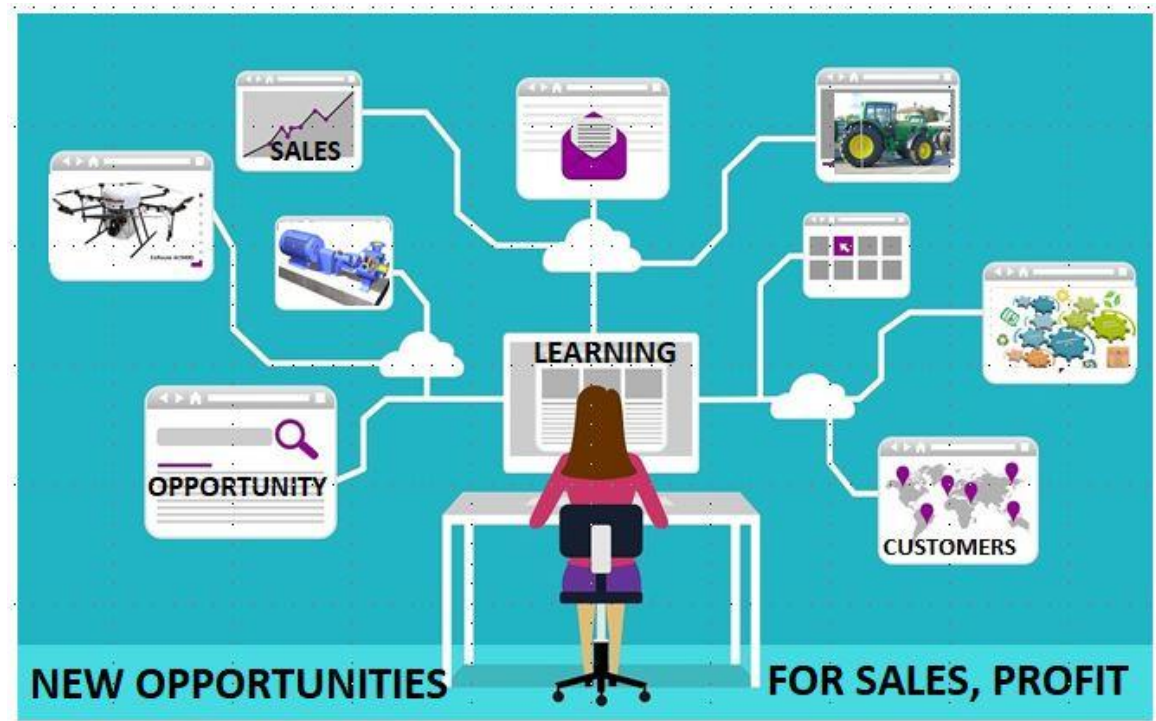 SALES
LEARNING
OPPORTUNITY
CUSTOMERS
NEW OPPORTUNITIES
FOR SALES, PROFIT